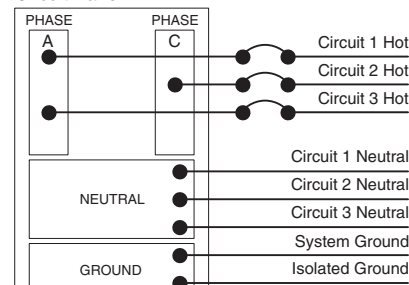 PHASE PHASE
A C
Circuit 1 Hot
Circuit 2 Hot
Circuit 3 Hot
Circuit 1 Neutral
Circuit 2 Neutral
NEUTRAL
Circuit 3 Neutral
System Ground
GROUND
Isolated Ground